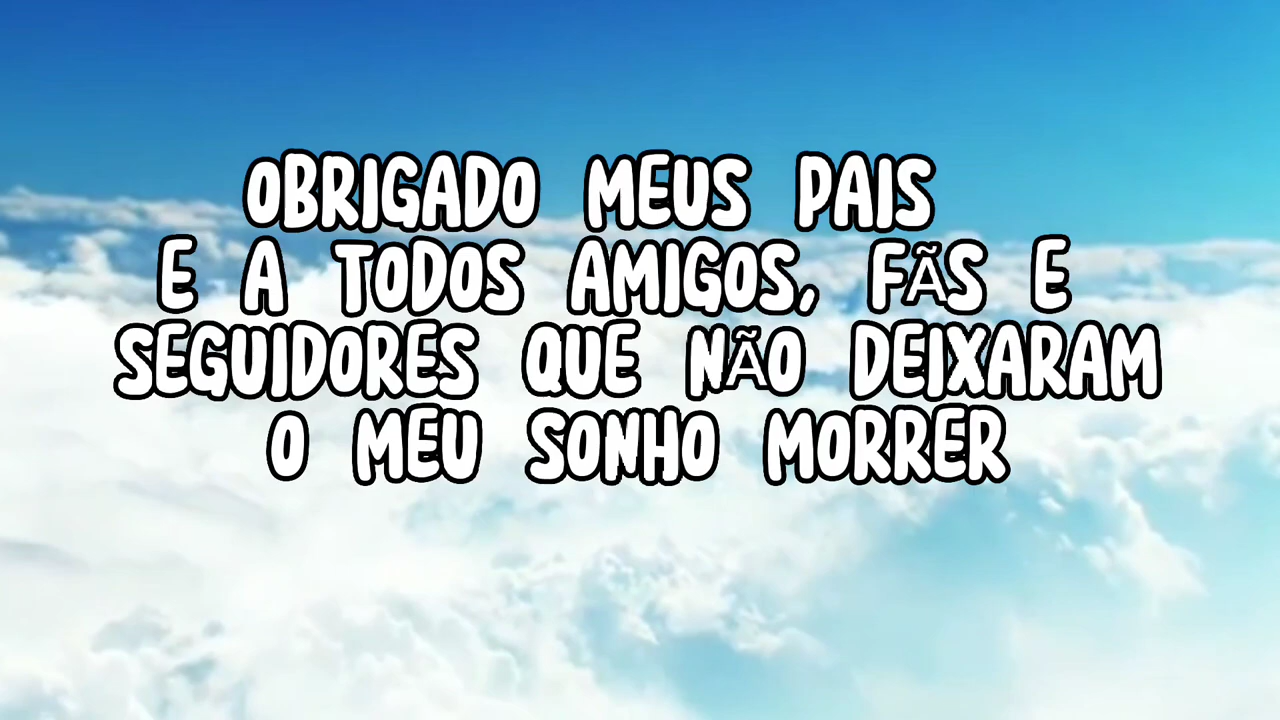 OBRIGADO MEUS PAIS
E A TODOS AMIGOS, FÃS E
SEGUIDORES QUE NÃO DEIXARAM
O MEU SONHO MORRER